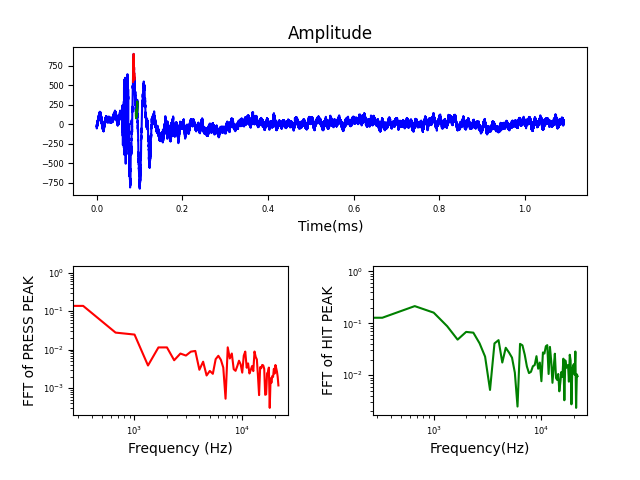 Amplitude
750
500
250
0
−250
−500
−750
0.0 0.2 0.4 0.6 0.8 1.0
Time(ms)
FFT of PRESS PEAK
10⁰
10⁻¹
10⁻²
10⁻³
10³ 10⁴
Frequency (Hz)
FFT of HIT PEAK
10⁰
10⁻¹
10⁻²
10³ 10⁴
Frequency(Hz)